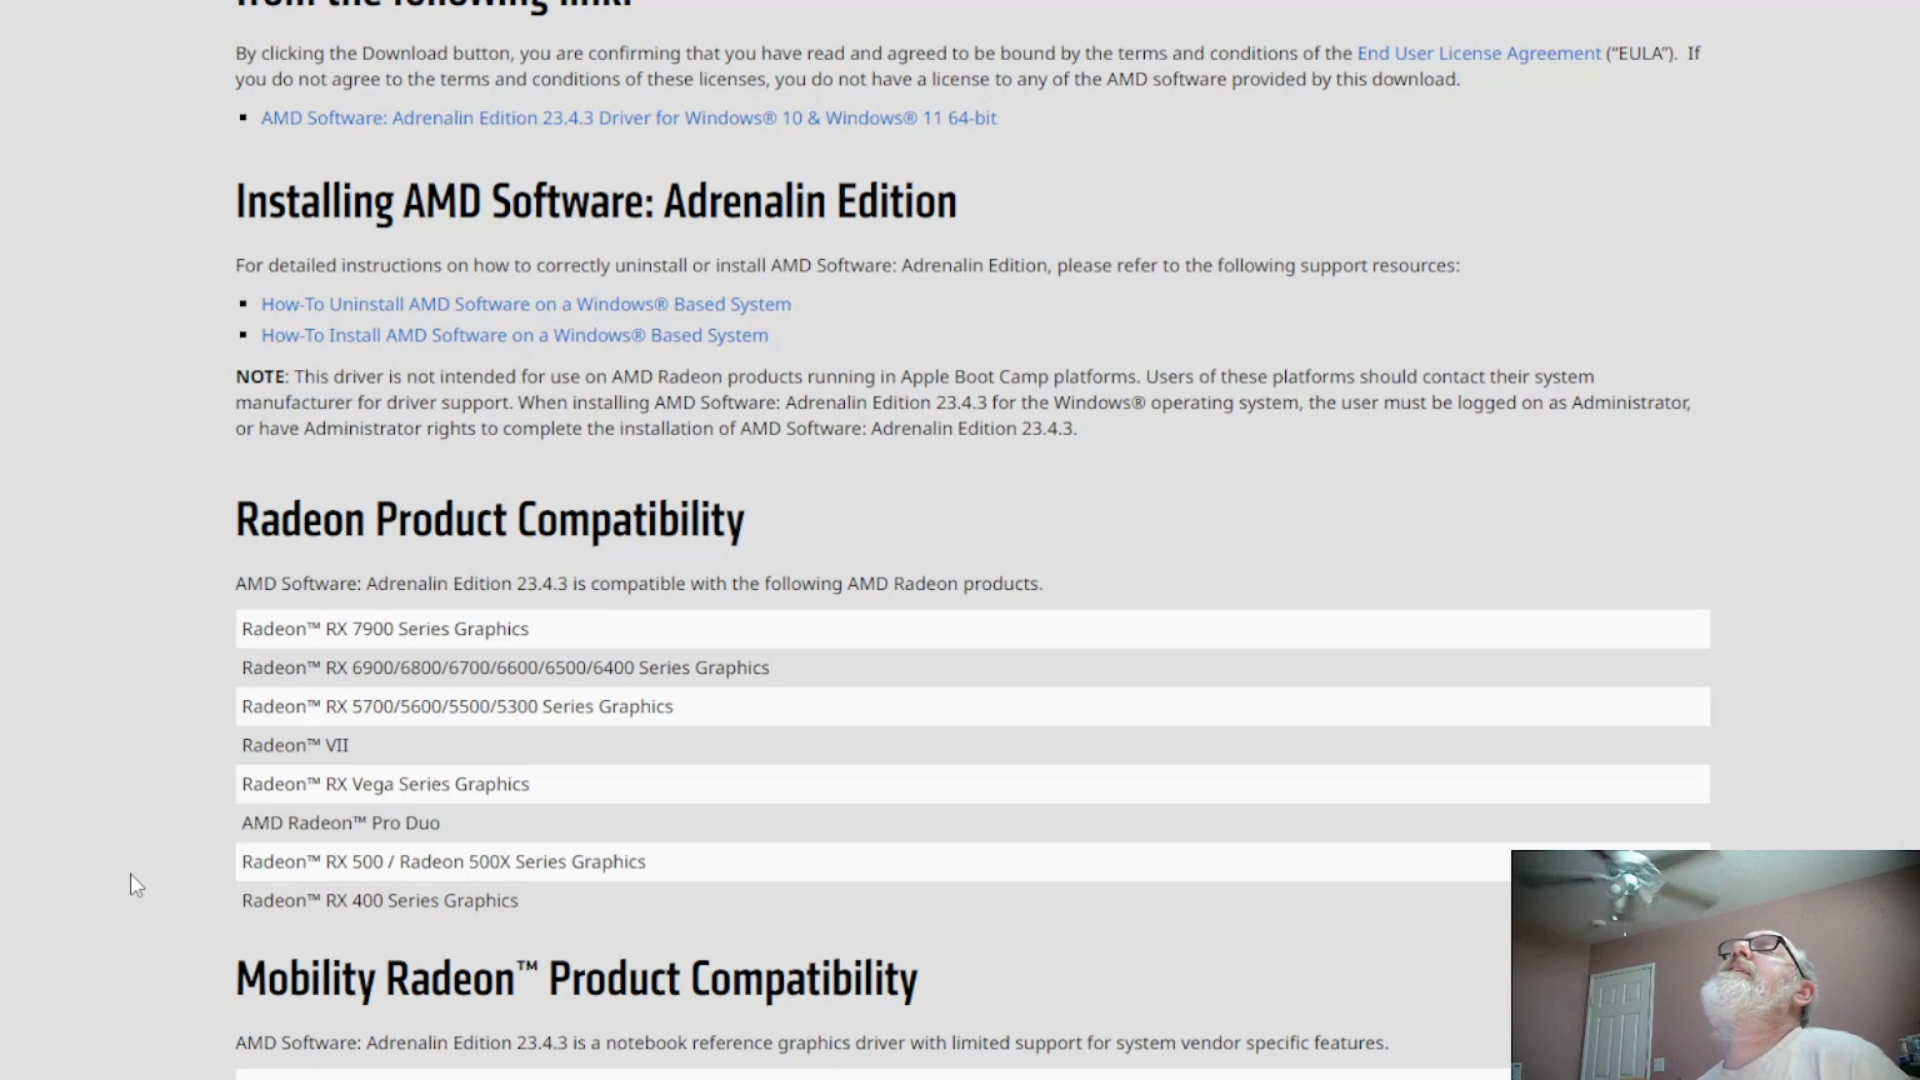 from the following link:
By clicking the Download button, you are confirming that you have read and agreed to be bound by the terms and conditions of the End User License Agreement (“EULA”).  If
you do not agree to the terms and conditions of these licenses, you do not have a license to any of the AMD software provided by this download.
▪ AMD Software: Adrenalin Edition 23.4.3 Driver for Windows® 10 & Windows® 11 64-bit
Installing AMD Software: Adrenalin Edition
For detailed instructions on how to correctly uninstall or install AMD Software: Adrenalin Edition, please refer to the following support resources:
▪ How-To Uninstall AMD Software on a Windows® Based System
▪ How-To Install AMD Software on a Windows® Based System
NOTE: This driver is not intended for use on AMD Radeon products running in Apple Boot Camp platforms. Users of these platforms should contact their system
manufacturer for driver support. When installing AMD Software: Adrenalin Edition 23.4.3 for the Windows® operating system, the user must be logged on as Administrator,
or have Administrator rights to complete the installation of AMD Software: Adrenalin Edition 23.4.3.
Radeon Product Compatibility
AMD Software: Adrenalin Edition 23.4.3 is compatible with the following AMD Radeon products.
Radeon™ RX 7900 Series Graphics
Radeon™ RX 6900/6800/6700/6600/6500/6400 Series Graphics
Radeon™ RX 5700/5600/5500/5300 Series Graphics
Radeon™ VII
Radeon™ RX Vega Series Graphics
AMD Radeon™ Pro Duo
Radeon™ RX 500 / Radeon 500X Series Graphics
Radeon™ RX 400 Series Graphics
Mobility Radeon™ Product Compatibility
AMD Software: Adrenalin Edition 23.4.3 is a notebook reference graphics driver with limited support for system vendor specific features.